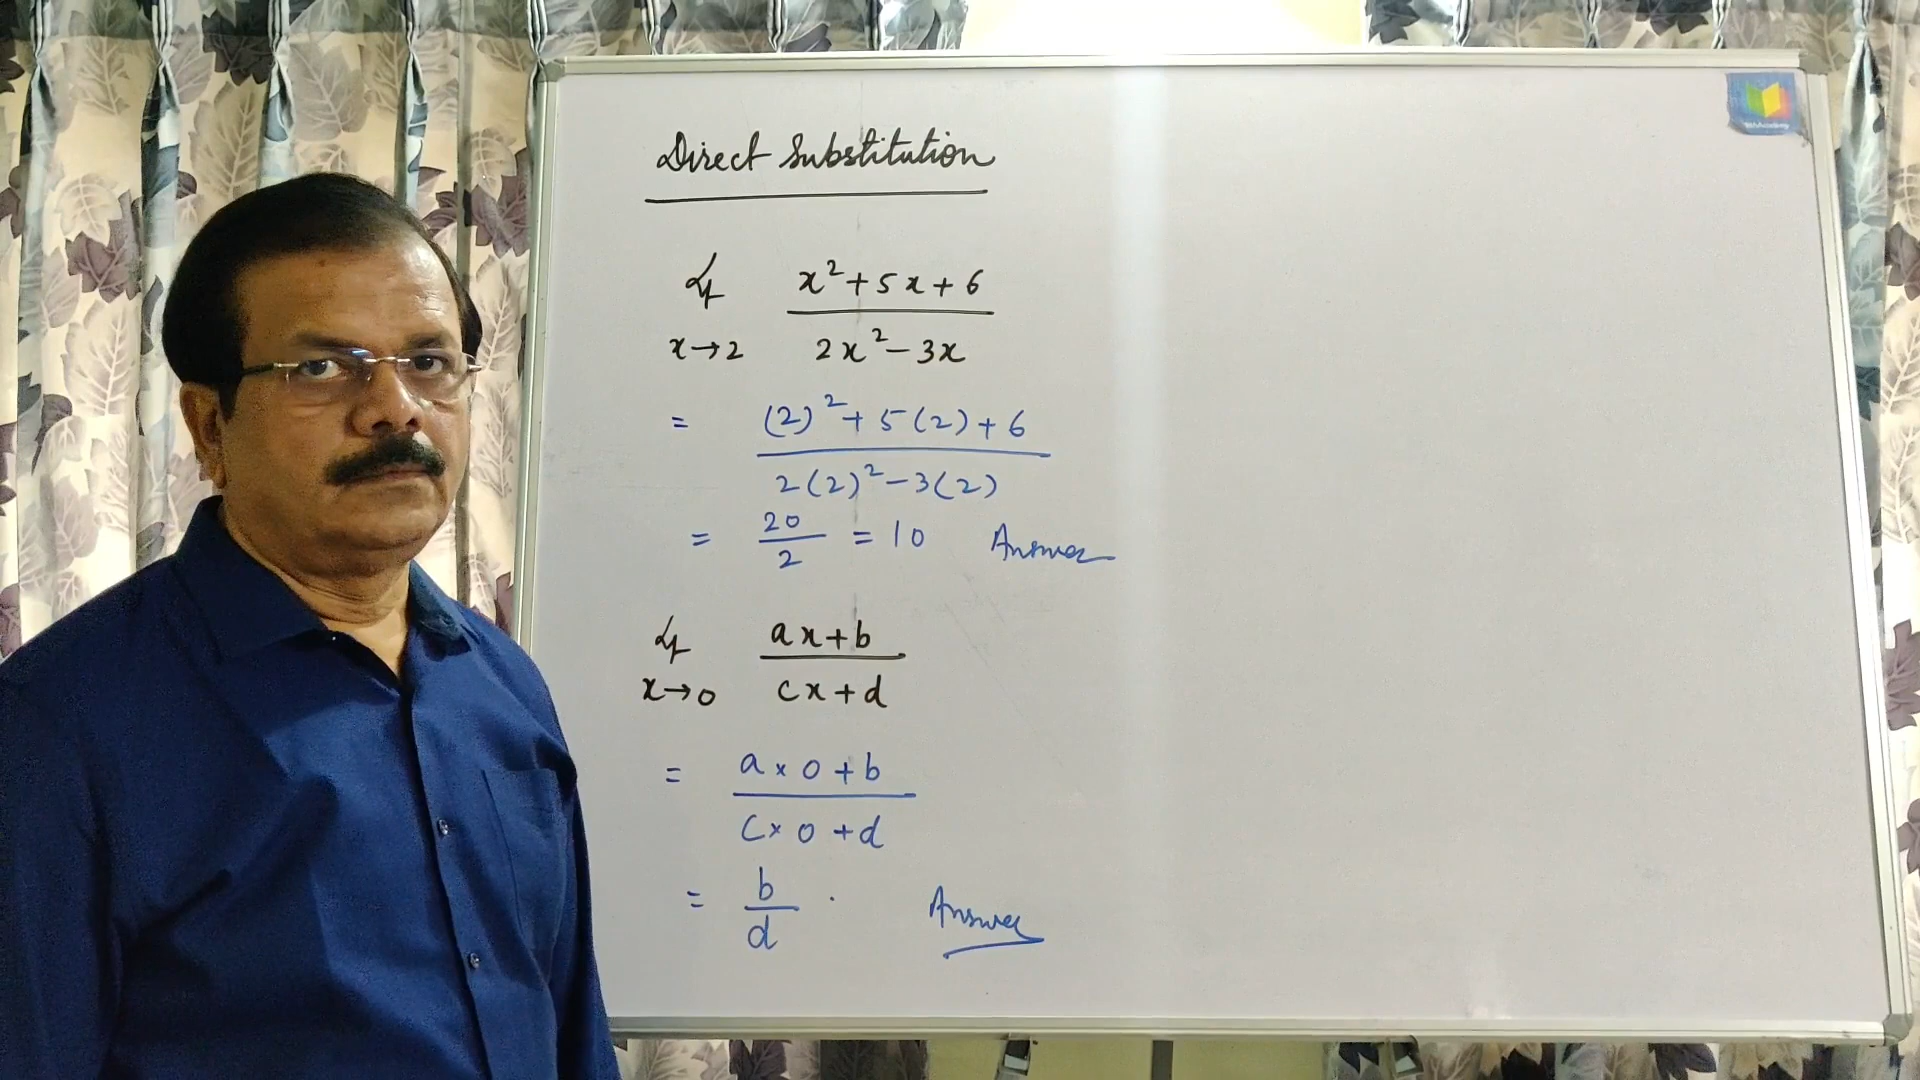 Direct Substitution
Lt x→2 (x² + 5x + 6) / (2x² − 3x)
= ((2)² + 5(2) + 6) / (2(2)² − 3(2))
= 20/2 = 10 Answer
Lt x→0 (ax + b) / (cx + d)
= (a × 0 + b) / (c × 0 + d)
= b/d . Answer